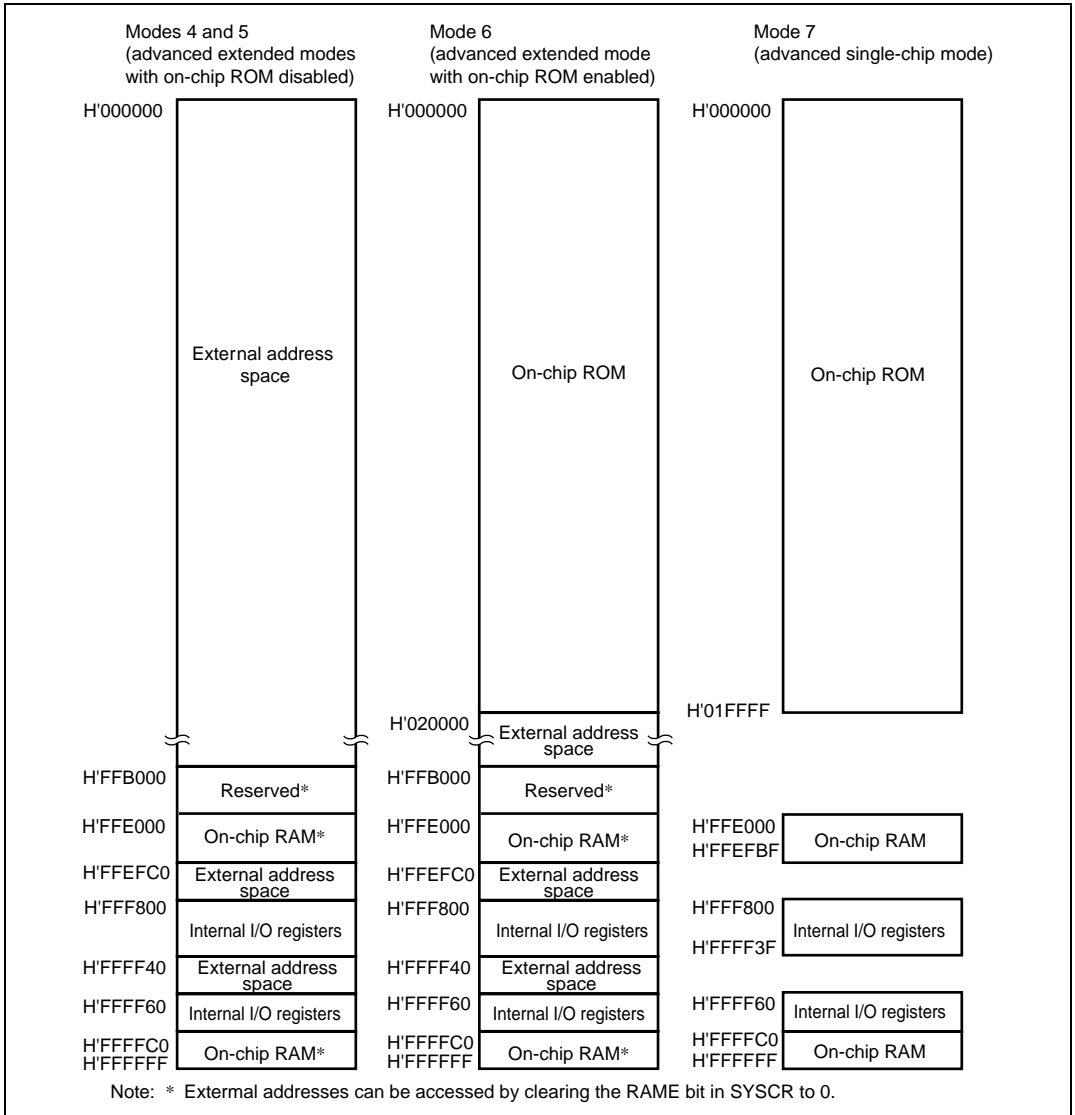 Modes 4 and 5
(advanced extended modes
with on-chip ROM disabled)
H'000000
External address
space
H'FFB000
Reserved*
H'FFE000
On-chip RAM*
H'FFEFC0
External address
space
H'FFF800
Internal I/O registers
H'FFFF40
External address
space
H'FFFF60
Internal I/O registers
H'FFFFC0
On-chip RAM*
H'FFFFFF
Mode 6
(advanced extended mode
with on-chip ROM enabled)
H'000000
On-chip ROM
H'020000
External address
space
H'FFB000
Reserved*
H'FFE000
On-chip RAM*
H'FFEFC0
External address
space
H'FFF800
Internal I/O registers
H'FFFF40
External address
space
H'FFFF60
Internal I/O registers
H'FFFFC0
On-chip RAM*
H'FFFFFF
Mode 7
(advanced single-chip mode)
H'000000
On-chip ROM
H'01FFFF
H'FFE000
On-chip RAM
H'FFEFBF
H'FFF800
Internal I/O registers
H'FFFF3F
H'FFFF60
Internal I/O registers
H'FFFFC0
On-chip RAM
H'FFFFFF
Note: * Extermal addresses can be accessed by clearing the RAME bit in SYSCR to 0.